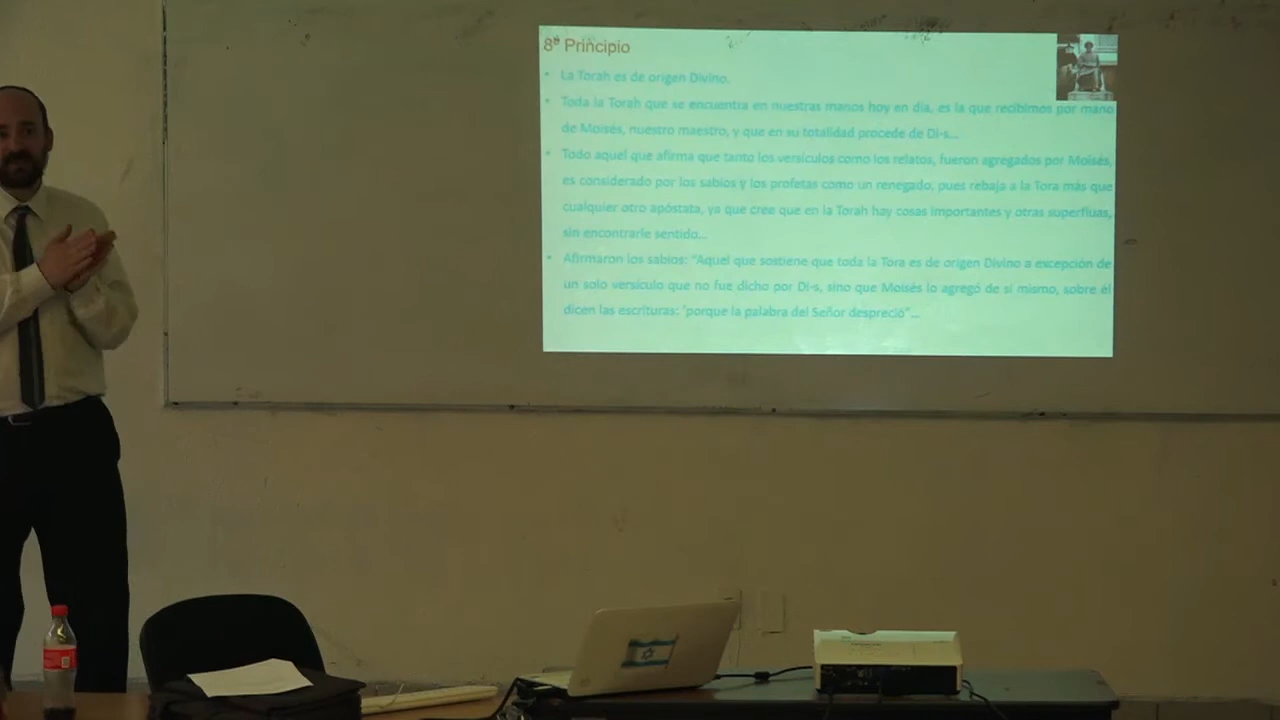 8º Principio
• La Torah es de origen Divino.
• Toda la Torah que se encuentra en nuestras manos hoy en día, es la que recibimos por mano
de Moisés, nuestro maestro, y que en su totalidad procede de Di-s...
• Todo aquel que afirma que tanto los versículos como los relatos, fueron agregados por Moisés,
es considerado por los sabios y los profetas como un renegado, pues rebaja a la Tora más que
cualquier otro apóstata, ya que cree que en la Torah hay cosas importantes y otras superfluas,
sin encontrarle sentido...
• Afirmaron los sabios: "Aquel que sostiene que toda la Tora es de origen Divino a excepción de
un solo versículo que no fue dicho por Di-s, sino que Moisés lo agregó de sí mismo, sobre él
dicen las escrituras: 'porque la palabra del Señor despreció"...